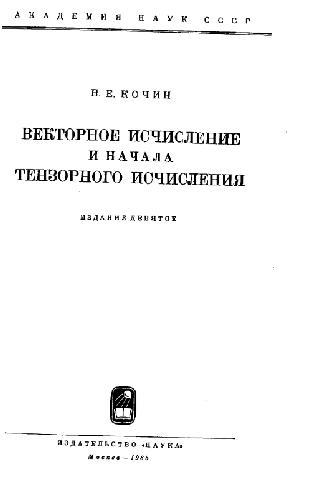 АКАДЕМИЯ НАУК СССР
Н. Е. КОЧИН
ВЕКТОРНОЕ ИСЧИСЛЕНИЕ
И НАЧАЛА
ТЕНЗОРНОГО ИСЧИСЛЕНИЯ
ИЗДАНИЕ ДЕВЯТОЕ
ИЗДАТЕЛЬСТВО «НАУКА»
Москва — 1965